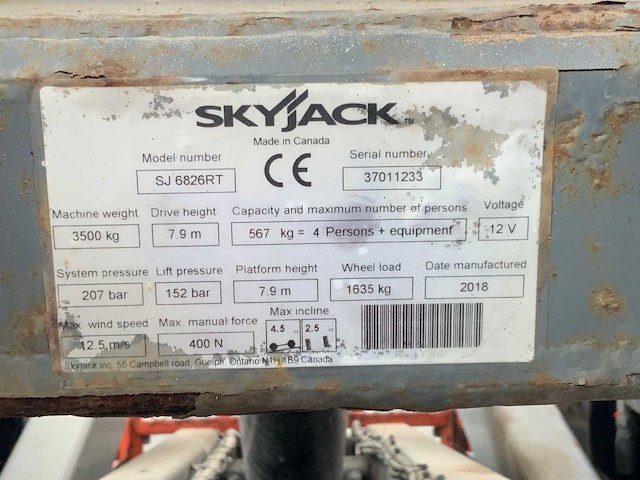 SKYJACK™
Made in Canada
Model number Serial number
SJ 6826RT CE 37011233
Machine weight Drive height Capacity and maximum number of persons Voltage
3500 kg 7.9 m 567 kg = 4 Persons + equipment 12 V
System pressure Lift pressure Platform height Wheel load Date manufactured
207 bar 152 bar 7.9 m 1635 kg 2018
Max. wind speed Max. manual force Max incline
12.5 m/s 400 N 4.5 2.5
Skyjack inc. 55 Campbell road, Guelph, Ontario N1H 1B9 Canada